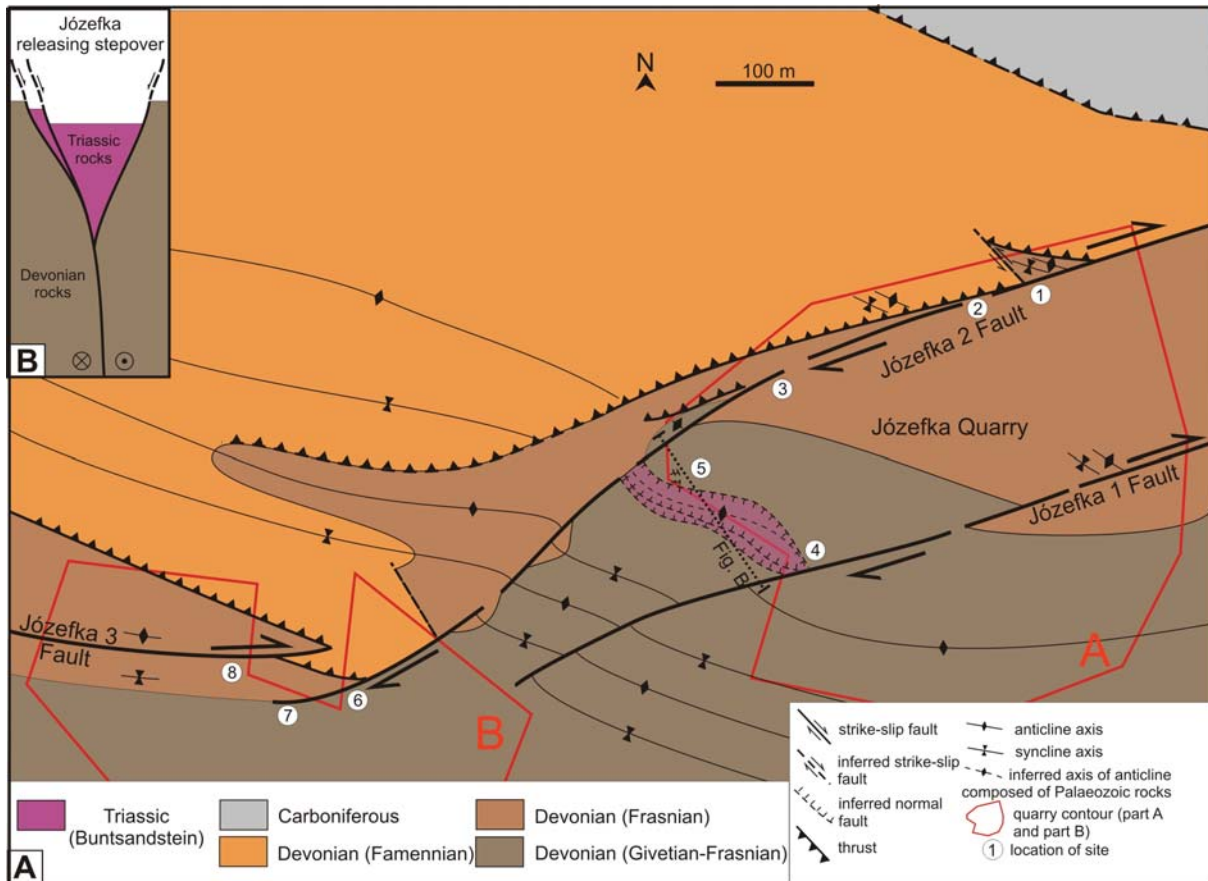 B
Józefka
releasing stepover
Triassic
rocks
Devonian
rocks
B
N
100 m
1
2
Józefka 2 Fault
3
Józefka Quarry
5
Józefka 1 Fault
4
Fig. B
A
Józefka 3
Fault
8
6
7
B
strike-slip fault
inferred strike-slip
fault
inferred normal
fault
thrust
anticline axis
syncline axis
inferred axis of anticline
composed of Palaeozoic rocks
quarry contour (part A
and part B)
1 location of site
Triassic
(Buntsandstein)
Carboniferous
Devonian (Famennian)
Devonian (Frasnian)
Devonian (Givetian-Frasnian)
A